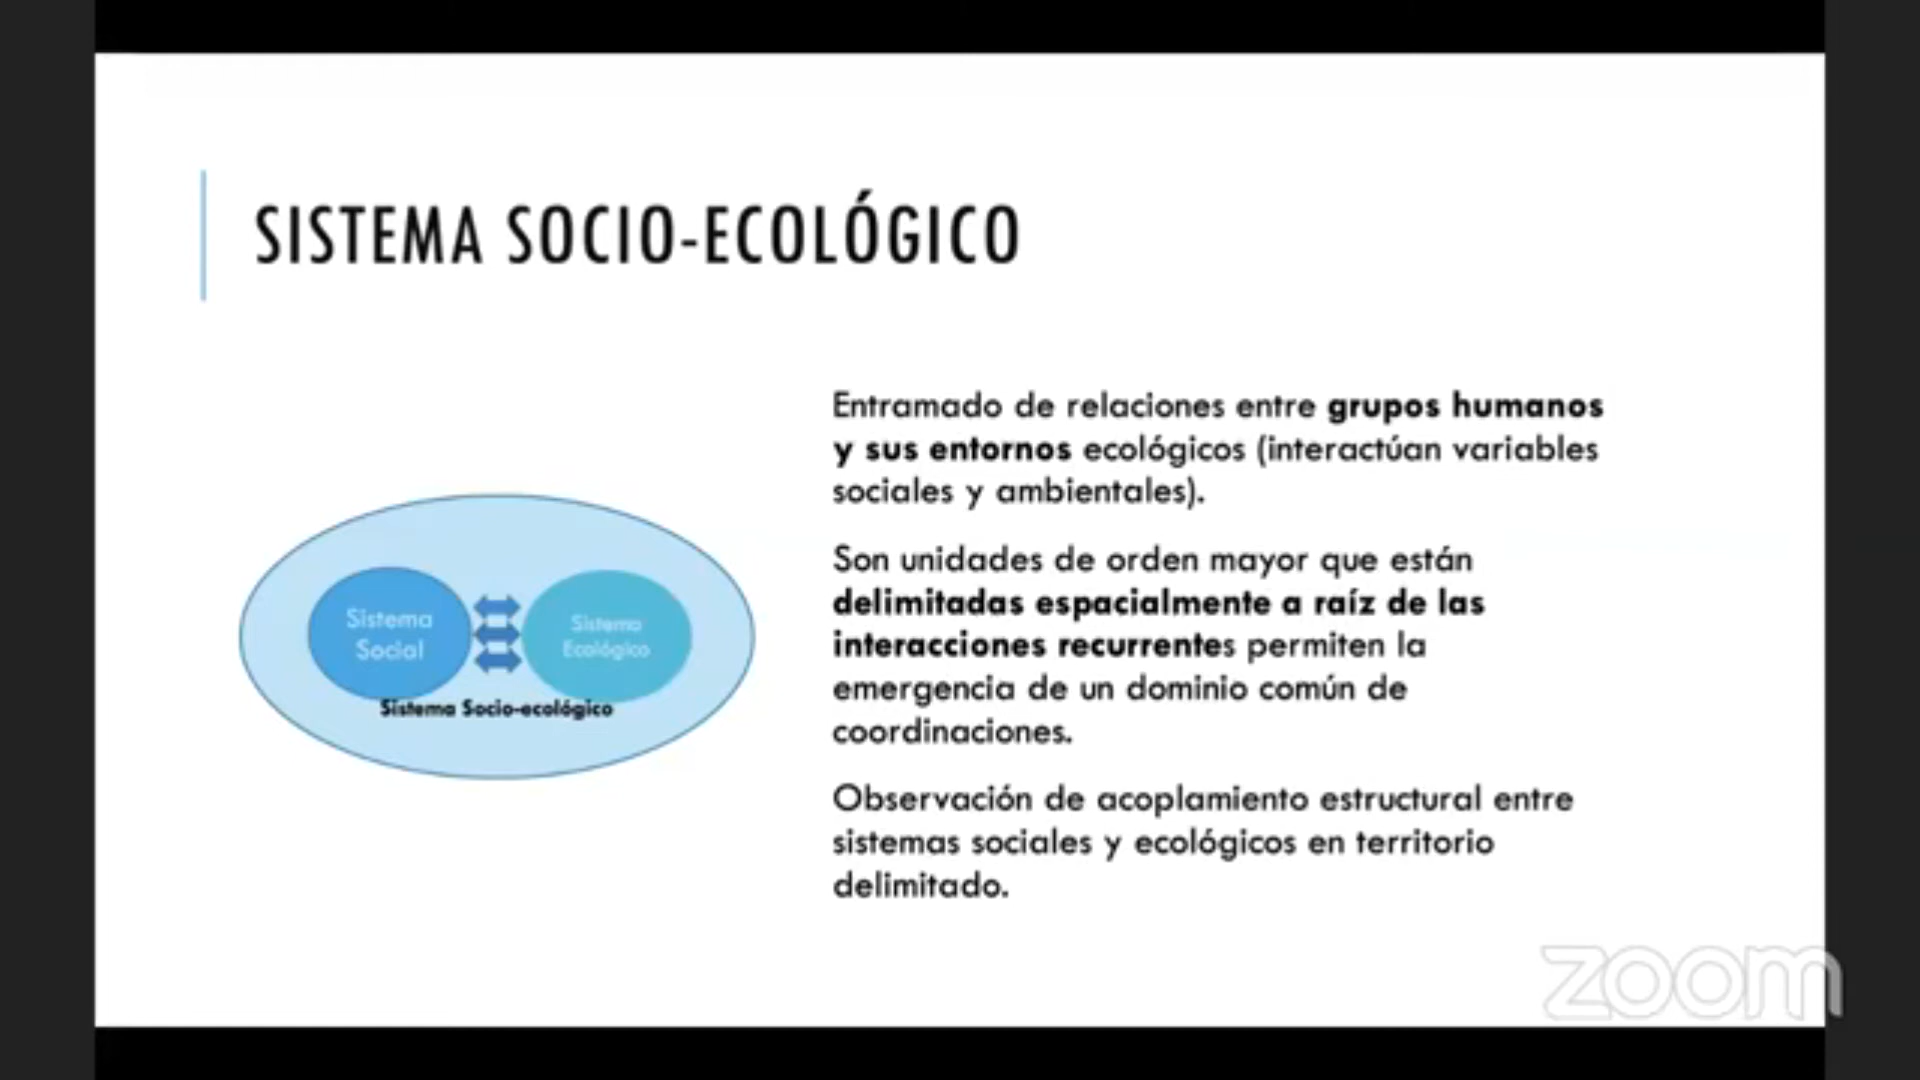 SISTEMA SOCIO-ECOLÓGICO
Entramado de relaciones entre grupos humanos
y sus entornos ecológicos (interactúan variables
sociales y ambientales).
Son unidades de orden mayor que están
delimitadas espacialmente a raíz de las
interacciones recurrentes permiten la
emergencia de un dominio común de
coordinaciones.
Observación de acoplamiento estructural entre
sistemas sociales y ecológicos en territorio
delimitado.
Sistema
Social
Sistema
Ecológico
Sistema Socio-ecológico
zoom